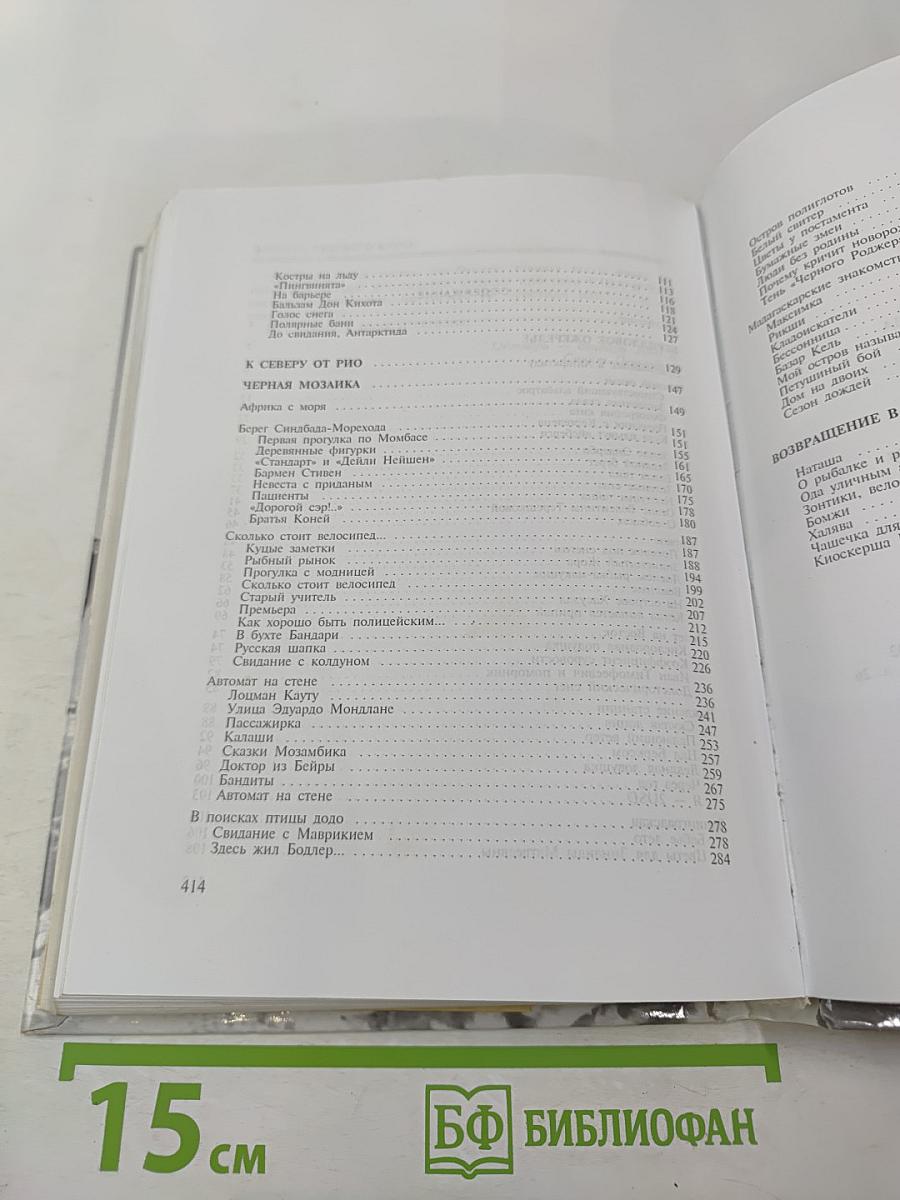 Костры на льду 111
«Пингвинята» 113
На барьере 116
Бальзам Дон Кихота 118
Голос снега 121
Полярные бани 124
До свидания, Антарктида 127
К СЕВЕРУ ОТ РИО 129
ЧЕРНАЯ МОЗАИКА 147
Африка с моря 149
Берег Синдбада-Морехода 151
Первая прогулка по Момбасе 151
Деревянные фигурки 155
«Стандарт» и «Дейли Нейшен» 161
Бармен Стивен 165
Невеста с приданым 170
Пациенты 175
«Дорогой сэр!..» 178
Братья Коней 180
Сколько стоит велосипед... 187
Куцые заметки 187
Рыбный рынок 188
Прогулка с модницей 194
Сколько стоит велосипед 199
Старый учитель 202
Премьера 207
Как хорошо быть полицейским... 212
В бухте Бандари 215
Русская шапка 220
Свидание с колдуном 226
Автомат на стене 236
Лоцман Кауту 236
Улица Эдуардо Мондлане 241
Пассажирка 247
Калаши 253
Сказки Мозамбика 257
Доктор из Бейры 259
Бандиты 267
Автомат на стене 275
В поисках птицы додо 278
Свидание с Маврикием 278
Здесь жил Бодлер... 284
414
Остров полиглотов
Белый свитер
Цветы у постамента
Бумажные змеи
Люди без родины
Почему кричит новорож
Тень «Черного Роджер
Мадагаскарские знакомст
Максимка
Рикши
Кладоискатели
Бессонница
Базар Кель
Мой остров называ
Петушиный бой
Дом на двоих
Сезон дождей
ВОЗВРАЩЕНИЕ В
Наташа
О рыбалке и р
Ода уличным
Зонтики, вело
Бомжи
Халява
Чашечка для
Киоскерша
15 см
БФ БИБЛИОФАН